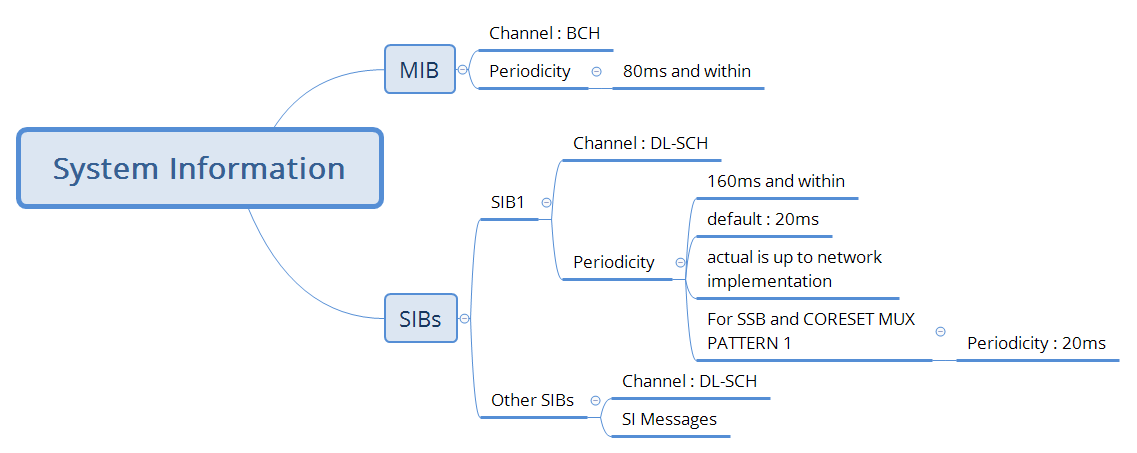 System Information
MIB
Channel : BCH
Periodicity
80ms and within
SIBs
SIB1
Channel : DL-SCH
Periodicity
160ms and within
default : 20ms
actual is up to network
implementation
For SSB and CORESET MUX
PATTERN 1
Periodicity : 20ms
Other SIBs
Channel : DL-SCH
SI Messages